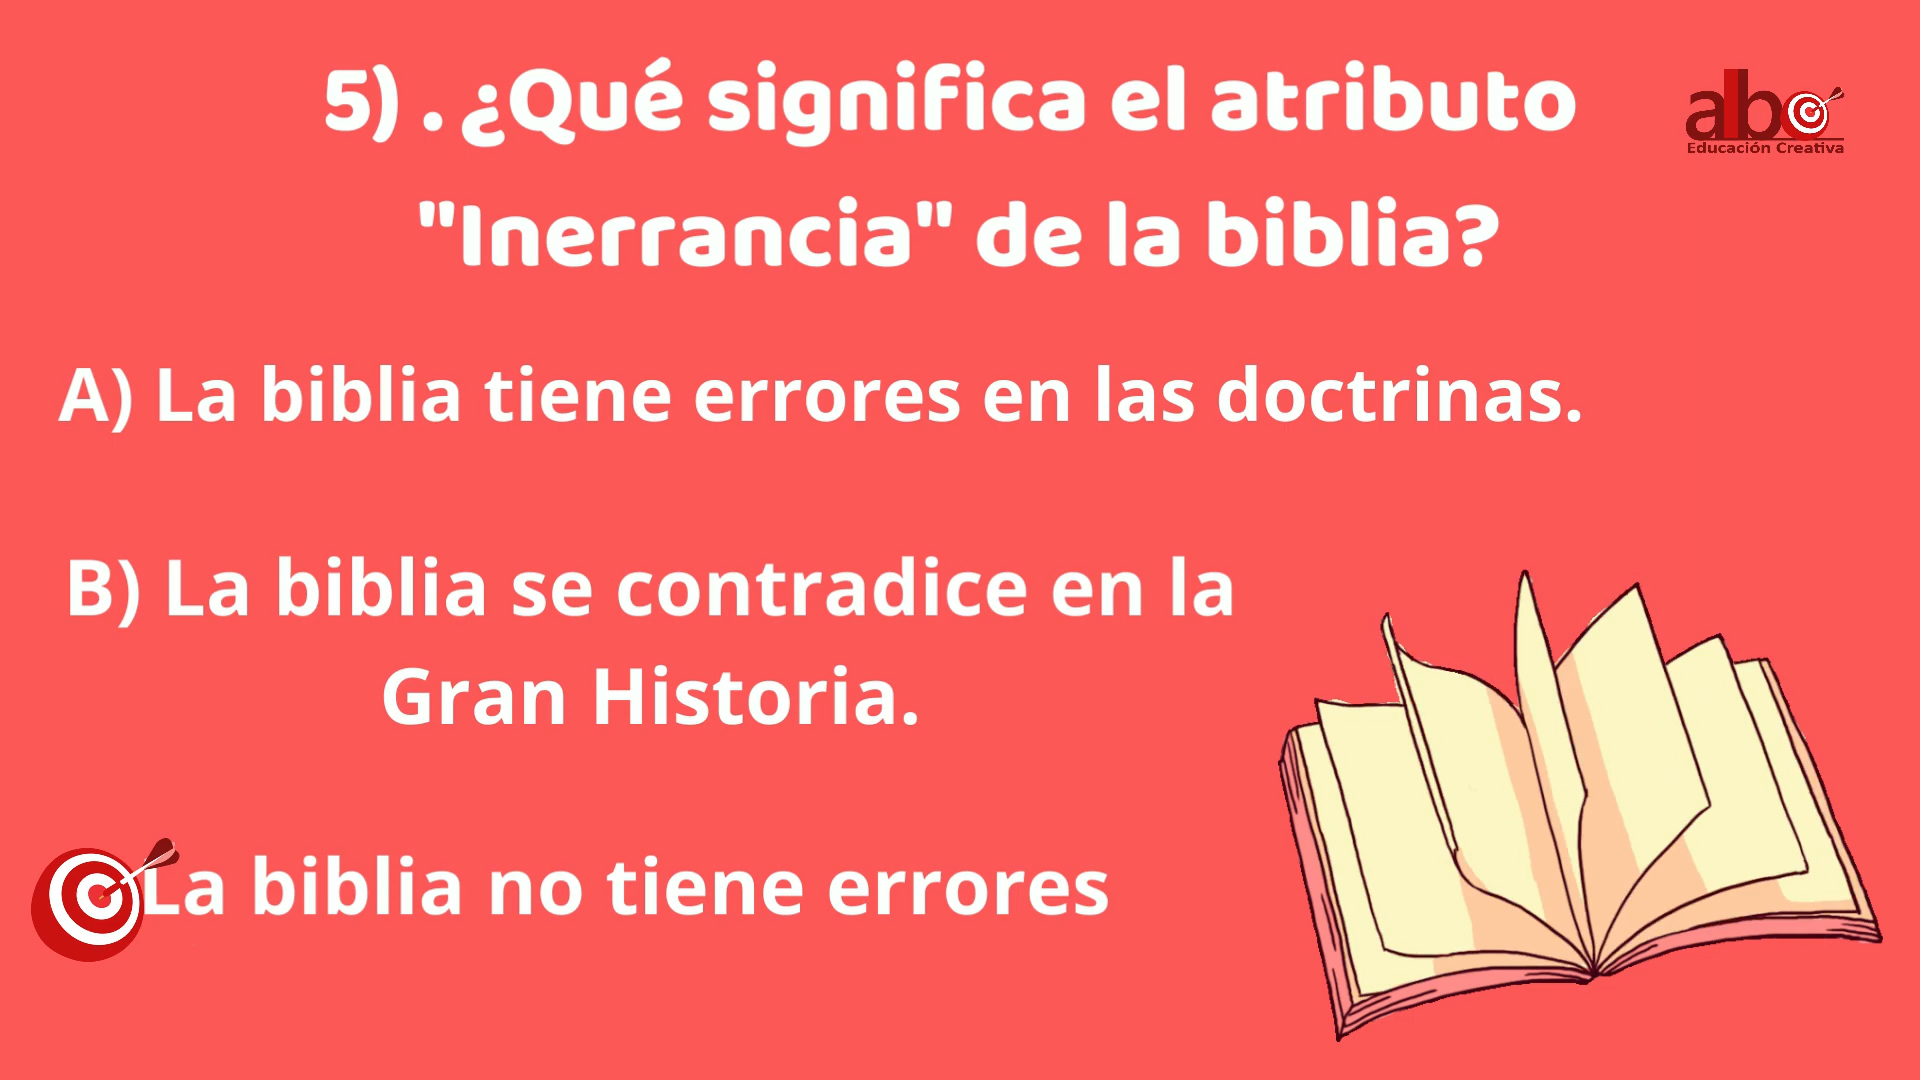 5) . ¿Qué significa el atributo
"Inerrancia" de la biblia?
abc
Educación Creativa
A) La biblia tiene errores en las doctrinas.
B) La biblia se contradice en la
Gran Historia.
La biblia no tiene errores